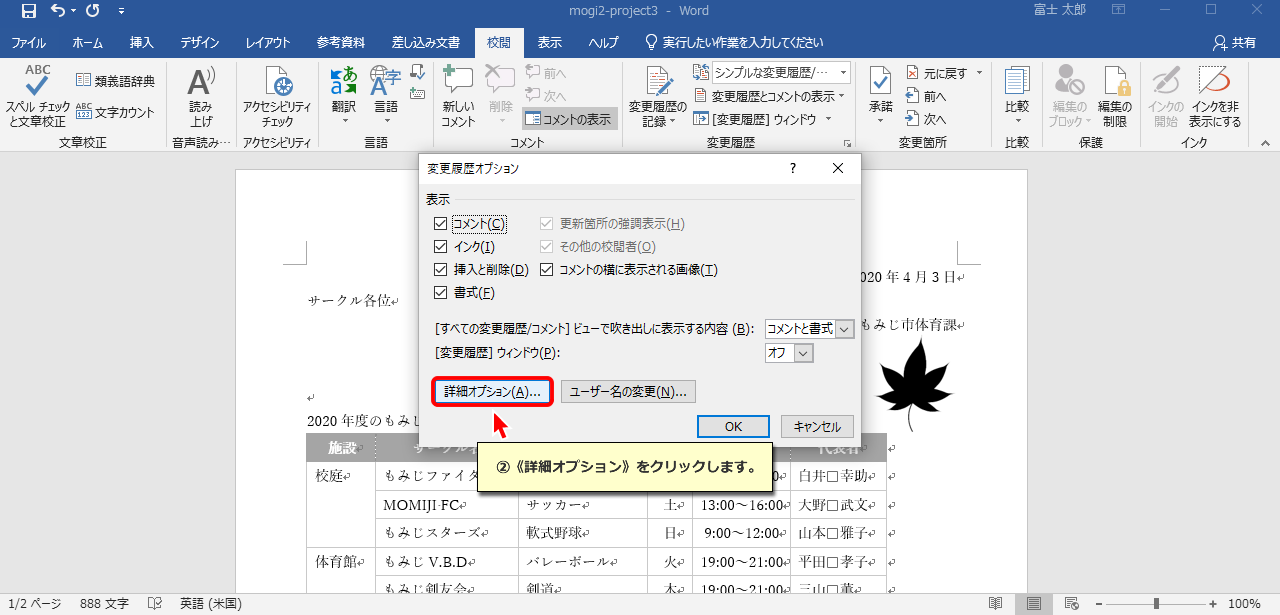 mogi2-project3 - Word
富士 太郎
ファイル ホーム 挿入 デザイン レイアウト 参考資料 差し込み文書 校閲 表示 ヘルプ 実行したい作業を入力してください 共有
ABC
スペル チェックと文章校正
類義語辞典
ABC
123
文字カウント
文章校正
読み上げ
音声読み…
アクセシビリティ
チェック
アクセシビリティ
翻訳
言語
言語
新しい
コメント
削除
前へ
次へ
コメントの表示
コメント
変更履歴の
記録
シンプルな変更履歴/…
変更履歴とコメントの表示
[変更履歴] ウィンドウ
変更履歴
承諾
元に戻す
前へ
次へ
変更箇所
比較
比較
編集の
ブロック
編集の
制限
保護
インクの
開始
インクを非
表示にする
インク
変更履歴オプション
?
表示
コメント(C) 更新箇所の強調表示(H)
インク(I) その他の校閲者(O)
挿入と削除(D) コメントの横に表示される画像(T)
書式(F)
[すべての変更履歴/コメント] ビューで吹き出しに表示する内容 (B): コメントと書式
[変更履歴] ウィンドウ(P): オフ
詳細オプション(A)... ユーザー名の変更(N)...
OK キャンセル
②《詳細オプション》をクリックします。
020 年 4 月 3 日
サークル各位
もみじ市体育課
2020 年度のもみじ
施設
校庭 もみじファイタ 白井□幸助
MOMIJI FC サッカー 土 13:00～16:00 大野□武文
もみじスターズ 軟式野球 日 9:00～12:00 山本□雅子
体育館 もみじ V.B.D バレーボール 火 19:00～21:00 平田□孝子
もみじ剣友会 剣道 木 19:00～21:00 三山□薫
1/2 ページ 888 文字 英語 (米国) 100%